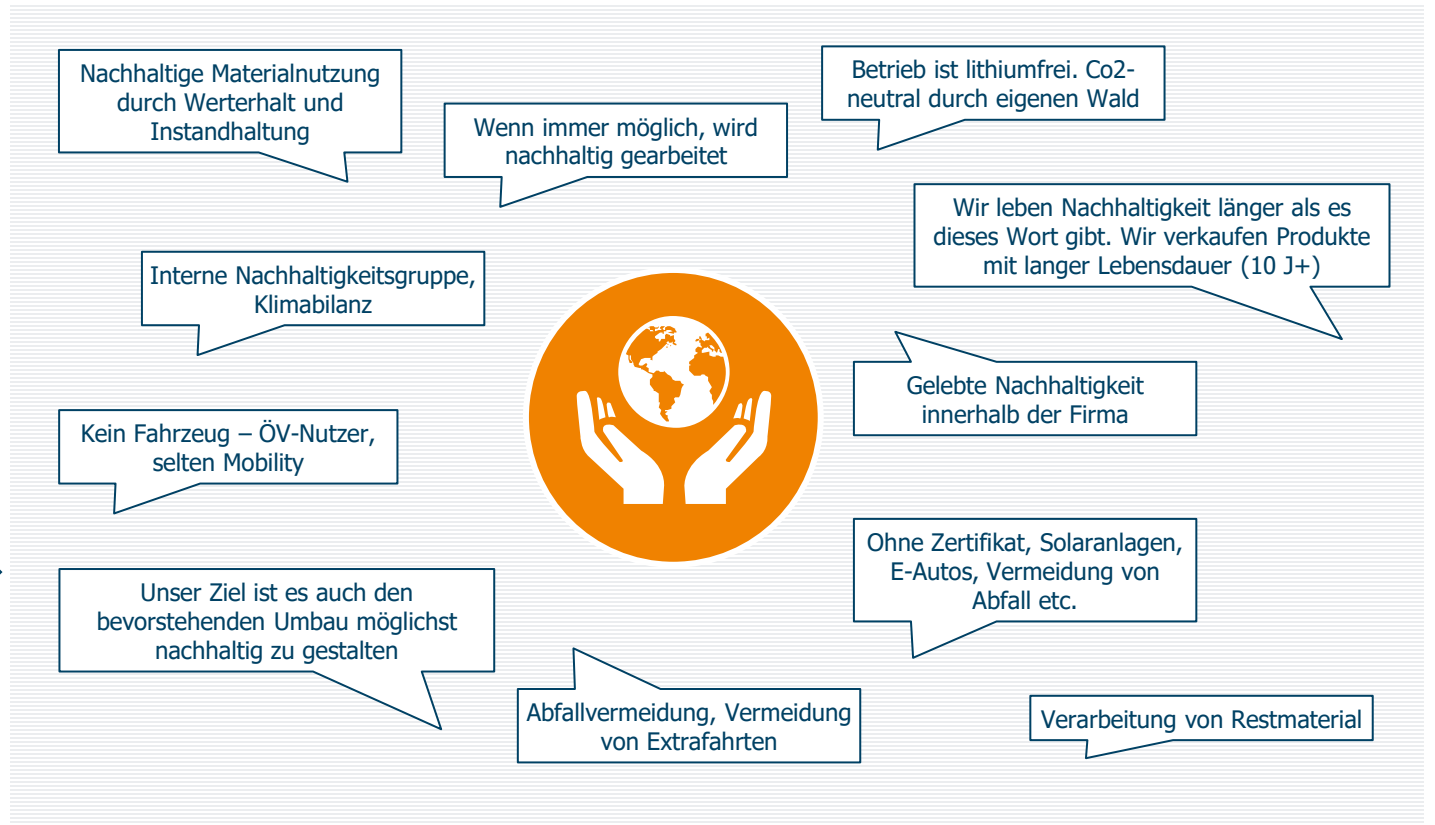 Nachhaltige Materialnutzung
durch Werterhalt und
Instandhaltung
Wenn immer möglich, wird
nachhaltig gearbeitet
Betrieb ist lithiumfrei. Co2-
neutral durch eigenen Wald
Wir leben Nachhaltigkeit länger als es
dieses Wort gibt. Wir verkaufen Produkte
mit langer Lebensdauer (10 J+)
Interne Nachhaltigkeitsgruppe,
Klimabilanz
Gelebte Nachhaltigkeit
innerhalb der Firma
Kein Fahrzeug – ÖV-Nutzer,
selten Mobility
Ohne Zertifikat, Solaranlagen,
E-Autos, Vermeidung von
Abfall etc.
Unser Ziel ist es auch den
bevorstehenden Umbau möglichst
nachhaltig zu gestalten
Abfallvermeidung, Vermeidung
von Extrafahrten
Verarbeitung von Restmaterial